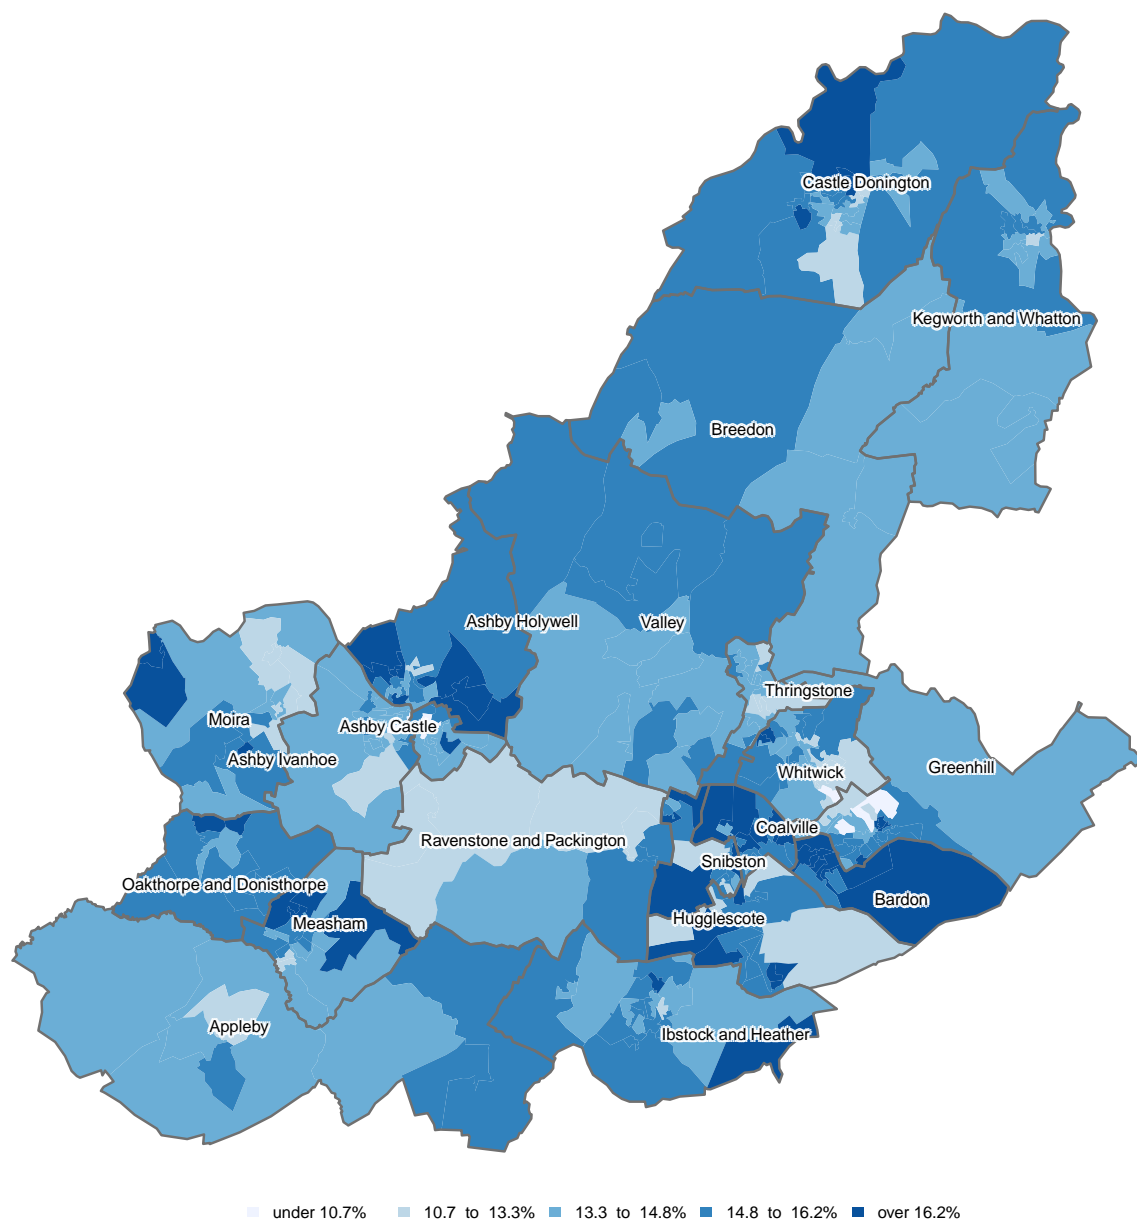 Castle Donington
Kegworth and Whatton
Breedon
Ashby Holywell
Valley
Thringstone
Moira
Ashby Castle
Ashby Ivanhoe
Whitwick
Greenhill
Coalville
Ravenstone and Packington
Snibston
Oakthorpe and Donisthorpe
Bardon
Measham
Hugglescote
Appleby
Ibstock and Heather
under 10.7%
10.7 to 13.3%
13.3 to 14.8%
14.8 to 16.2%
over 16.2%